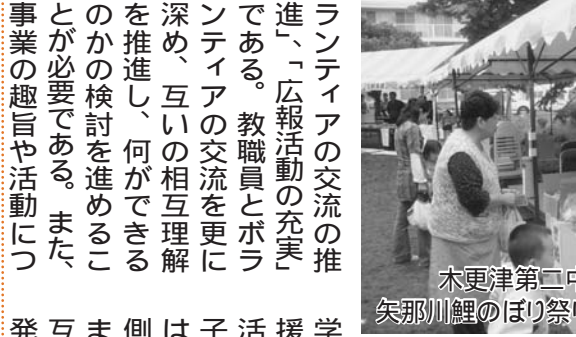 ランティアの交流の推
進」、「広報活動の充実」
である。教職員とボラ
ンティアの交流を更に
深め、互いの相互理解
を推進し、何ができる
のかの検討を進めるこ
とが必要である。また、
事業の趣旨や活動につ
学
援
活
子
は
側
ま
互
発
木更津第二中
矢那川鯉のぼり祭り